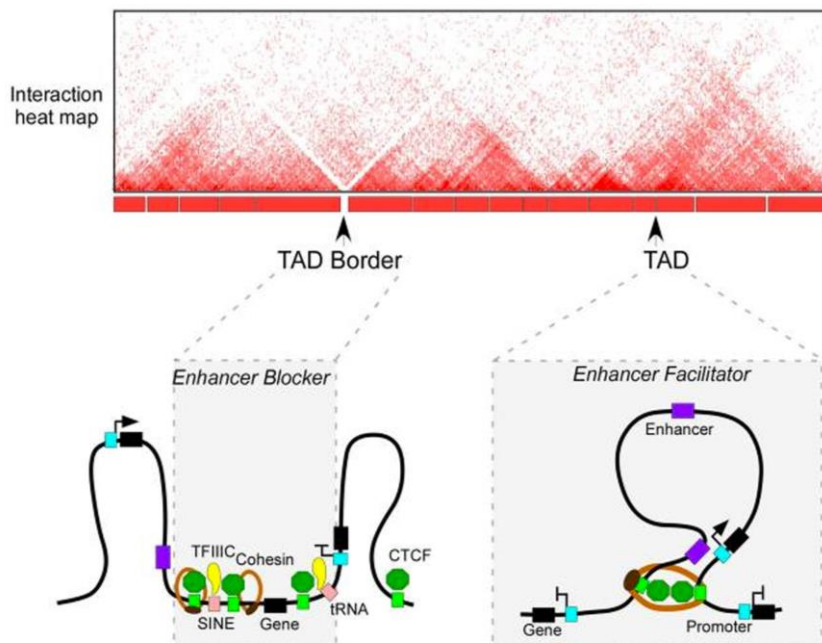 Interaction
heat map
TAD Border
TAD
Enhancer Blocker
Enhancer Facilitator
Enhancer
TFIIIC
Cohesin
CTCF
SINE
Gene
tRNA
Gene
Promoter